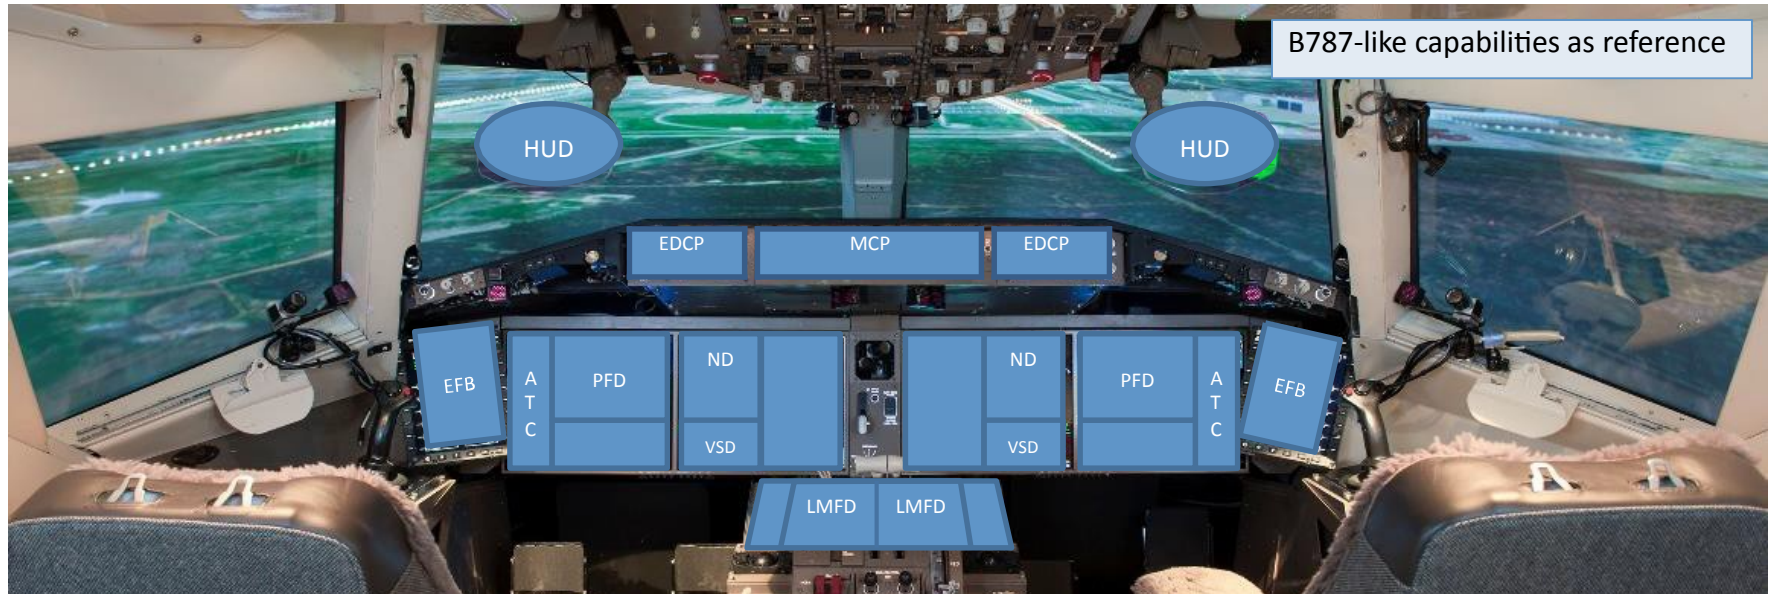 B787-like capabilities as reference
HUD
HUD
EDCP
MCP
EDCP
EFB
A
T
C
PFD
ND
VSD
ND
VSD
PFD
A
T
C
EFB
LMFD
LMFD